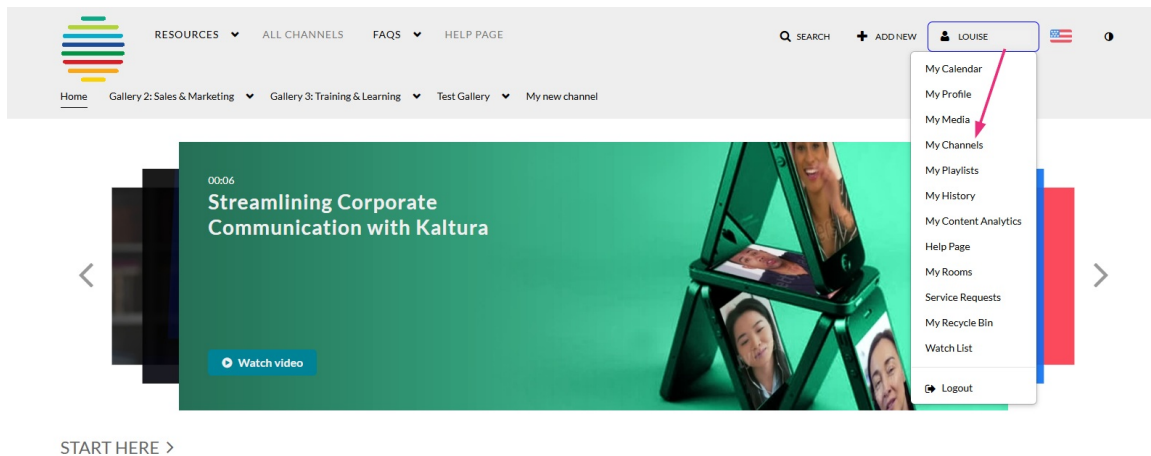 RESOURCES ALL CHANNELS FAQS HELP PAGE SEARCH ADD NEW LOUISE
Home Gallery 2: Sales & Marketing Gallery 3: Training & Learning Test Gallery My new channel
My Calendar
My Profile
My Media
My Channels
My Playlists
My History
My Content Analytics
Help Page
My Rooms
Service Requests
My Recycle Bin
Watch List
Logout
00:06
Streamlining Corporate
Communication with Kaltura
Watch video
START HERE >